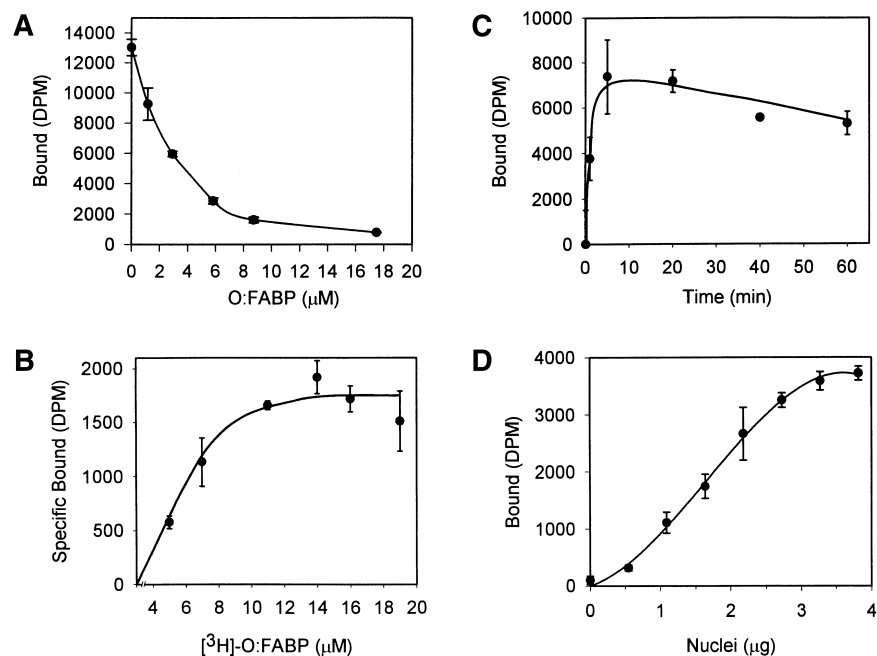 A
14000
12000
10000
8000
6000
4000
2000
0
Bound (DPM)
0 2 4 6 8 10 12 14 16 18 20
O:FABP (μM)
C
10000
8000
6000
4000
2000
0
Bound (DPM)
0 10 20 30 40 50 60
Time (min)
B
2000
1500
1000
500
0
Specific Bound (DPM)
4 6 8 10 12 14 16 18 20
[³H]-O:FABP (μM)
D
4000
3000
2000
1000
0
Bound (DPM)
0 1 2 3 4
Nuclei (μg)